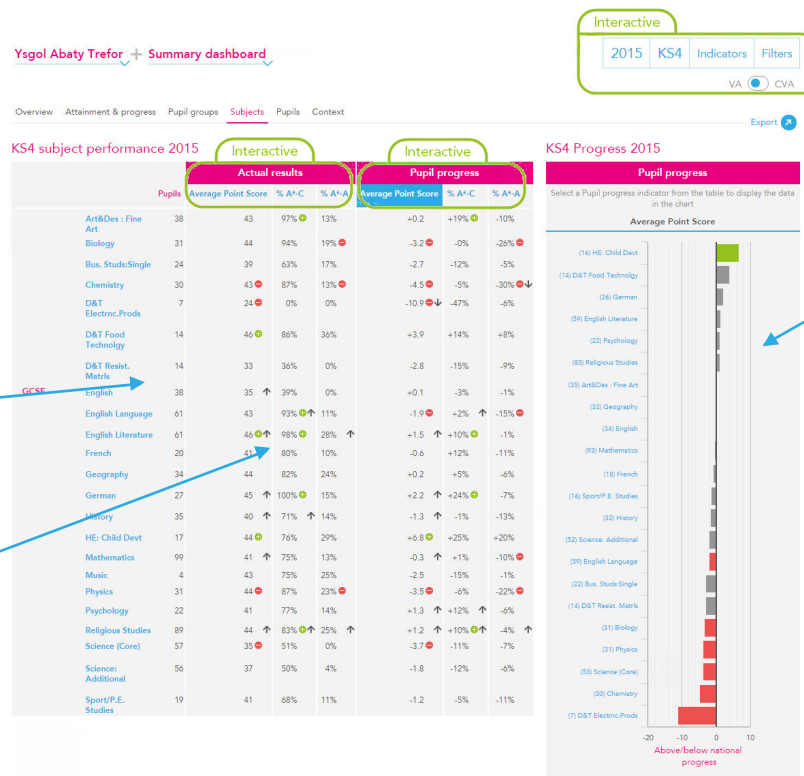 Interactive
Ysgol Abaty Trefor + Summary dashboard
2015 KS4 Indicators Filters
VA CVA
Overview Attainment & progress Pupil groups Subjects Pupils Context
Export
KS4 subject performance 2015
Interactive
Interactive
KS4 Progress 2015
Actual results
Pupil progress
Pupils Average Point Score % A*-C % A*-A Average Point Score % A*-C % A*-A
GCSE
Art&Des : Fine Art 38 43 97% 13% +0.2 +19% -10%
Biology 31 44 94% 19% -3.2 -0% -26%
Bus. Studs:Single 24 39 63% 17% -2.7 -12% -5%
Chemistry 30 43 87% 13% -4.5 -5% -30%
D&T Electrnc.Prods 7 24 0% 0% -10.9 -47% -6%
D&T Food Technolgy 14 46 86% 36% +3.9 +14% +8%
D&T Resist. Matrls 14 33 36% 0% -2.8 -15% -9%
English 38 35 39% 0% +0.1 -3% -1%
English Language 61 43 93% 11% -1.9 +2% -15%
English Literature 61 46 98% 28% +1.5 +10% -1%
French 20 41 80% 10% -0.6 +12% -11%
Geography 34 44 82% 24% +0.2 +5% -6%
German 27 45 100% 15% +2.2 +24% -7%
History 35 40 71% 14% -1.3 -1% -13%
HE: Child Devt 17 44 76% 29% +6.8 +25% +20%
Mathematics 99 41 75% 13% -0.3 +1% -10%
Music 4 43 75% 25% -2.5 -15% -1%
Physics 31 44 87% 23% -3.5 -6% -22%
Psychology 22 41 77% 14% +1.3 +12% -6%
Religious Studies 89 44 83% 25% +1.2 +10% -4%
Science (Core) 57 35 51% 0% -3.7 -11% -7%
Science: Additional 56 37 50% 4% -1.8 -12% -6%
Sport/P.E. Studies 19 41 68% 11% -1.2 -5% -11%
Pupil progress
Select a Pupil progress indicator from the table to display the data
in the chart
Average Point Score
(16) HE: Child Devt
(14) D&T Food Technolgy
(26) German
(59) English Literature
(22) Psychology
(83) Religious Studies
(35) Art&Des : Fine Art
(32) Geography
(34) English
(93) Mathematics
(18) French
(16) Sport/P.E. Studies
(32) History
(52) Science: Additional
(59) English Language
(22) Bus. Studs:Single
(14) D&T Resist. Matrls
(31) Biology
(31) Physics
(53) Science (Core)
(30) Chemistry
(7) D&T Electrnc.Prods
-20 -10 0 10
Above/below national
progress